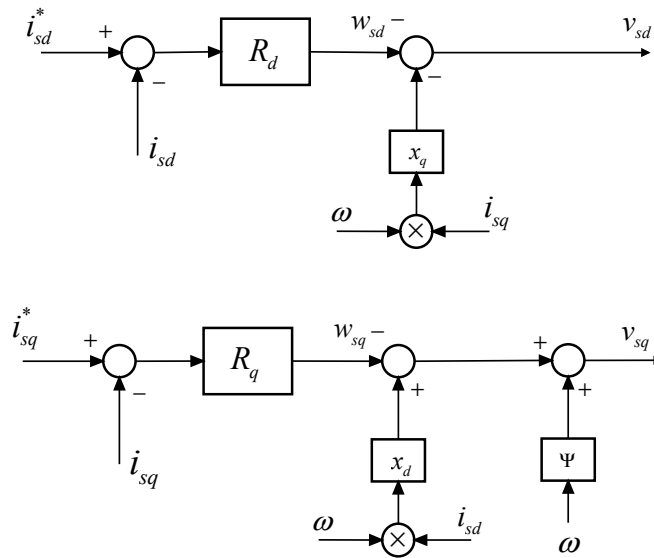 i*sd + − Rd wsd − − vsd
isd
xq
ω × isq
i*sq + − Rq wsq − + + + vsq
isq
xd Ψ
ω × isd ω